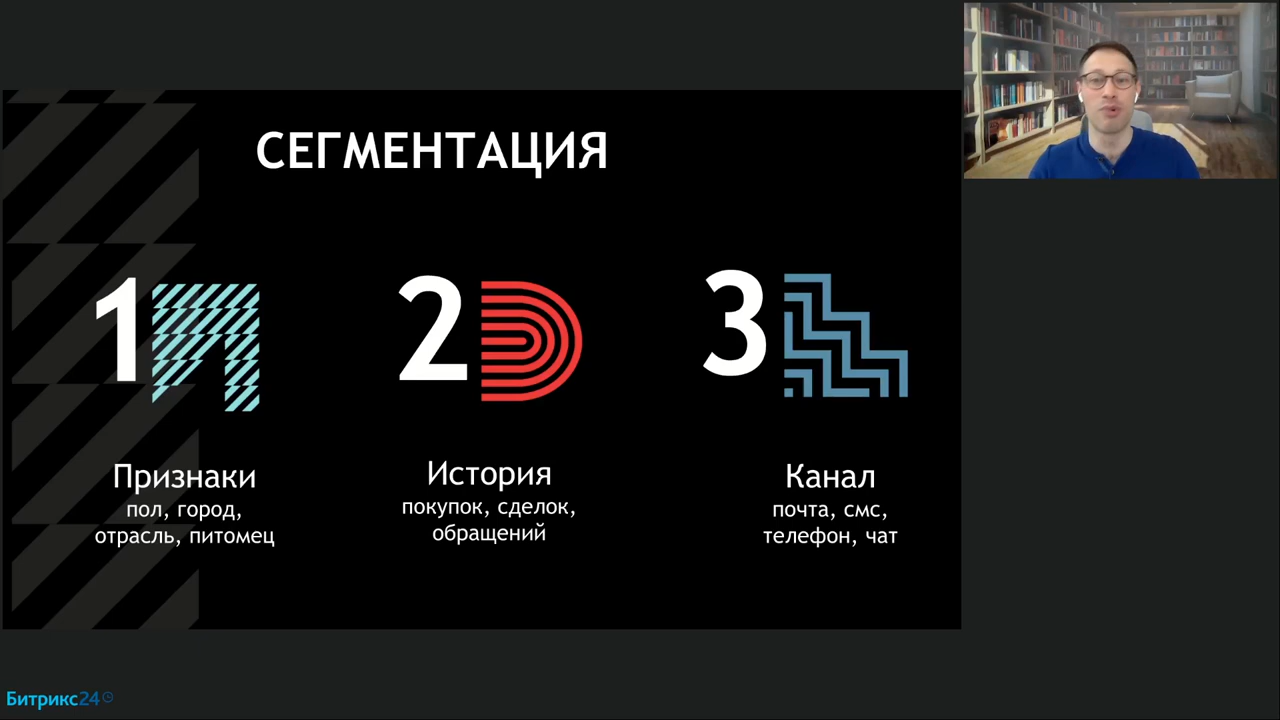 СЕГМЕНТАЦИЯ
1
2
3
Признаки
пол, город,
отрасль, питомец
История
покупок, сделок,
обращений
Канал
почта, смс,
телефон, чат
Битрикс24